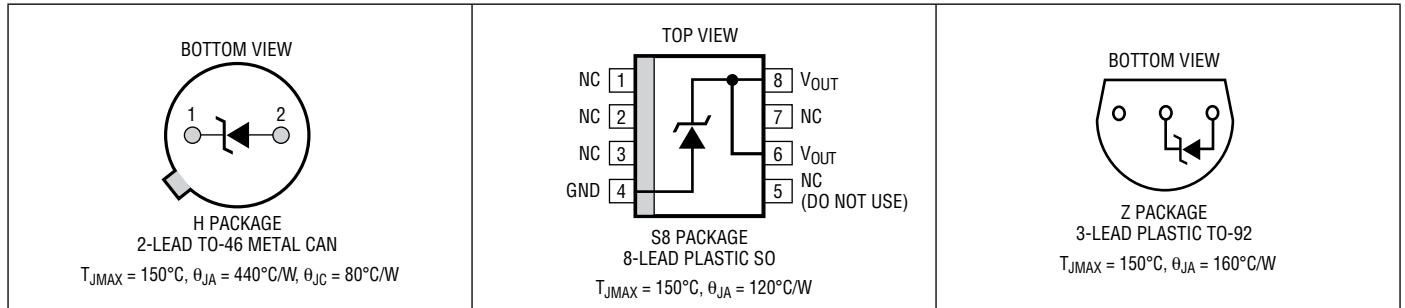 BOTTOM VIEW
1 2
H PACKAGE
2-LEAD TO-46 METAL CAN
TJMAX = 150°C, θJA = 440°C/W, θJC = 80°C/W
TOP VIEW
NC 1 8 VOUT
NC 2 7 NC
NC 3 6 VOUT
GND 4 5 NC
(DO NOT USE)
S8 PACKAGE
8-LEAD PLASTIC SO
TJMAX = 150°C, θJA = 120°C/W
BOTTOM VIEW
Z PACKAGE
3-LEAD PLASTIC TO-92
TJMAX = 150°C, θJA = 160°C/W